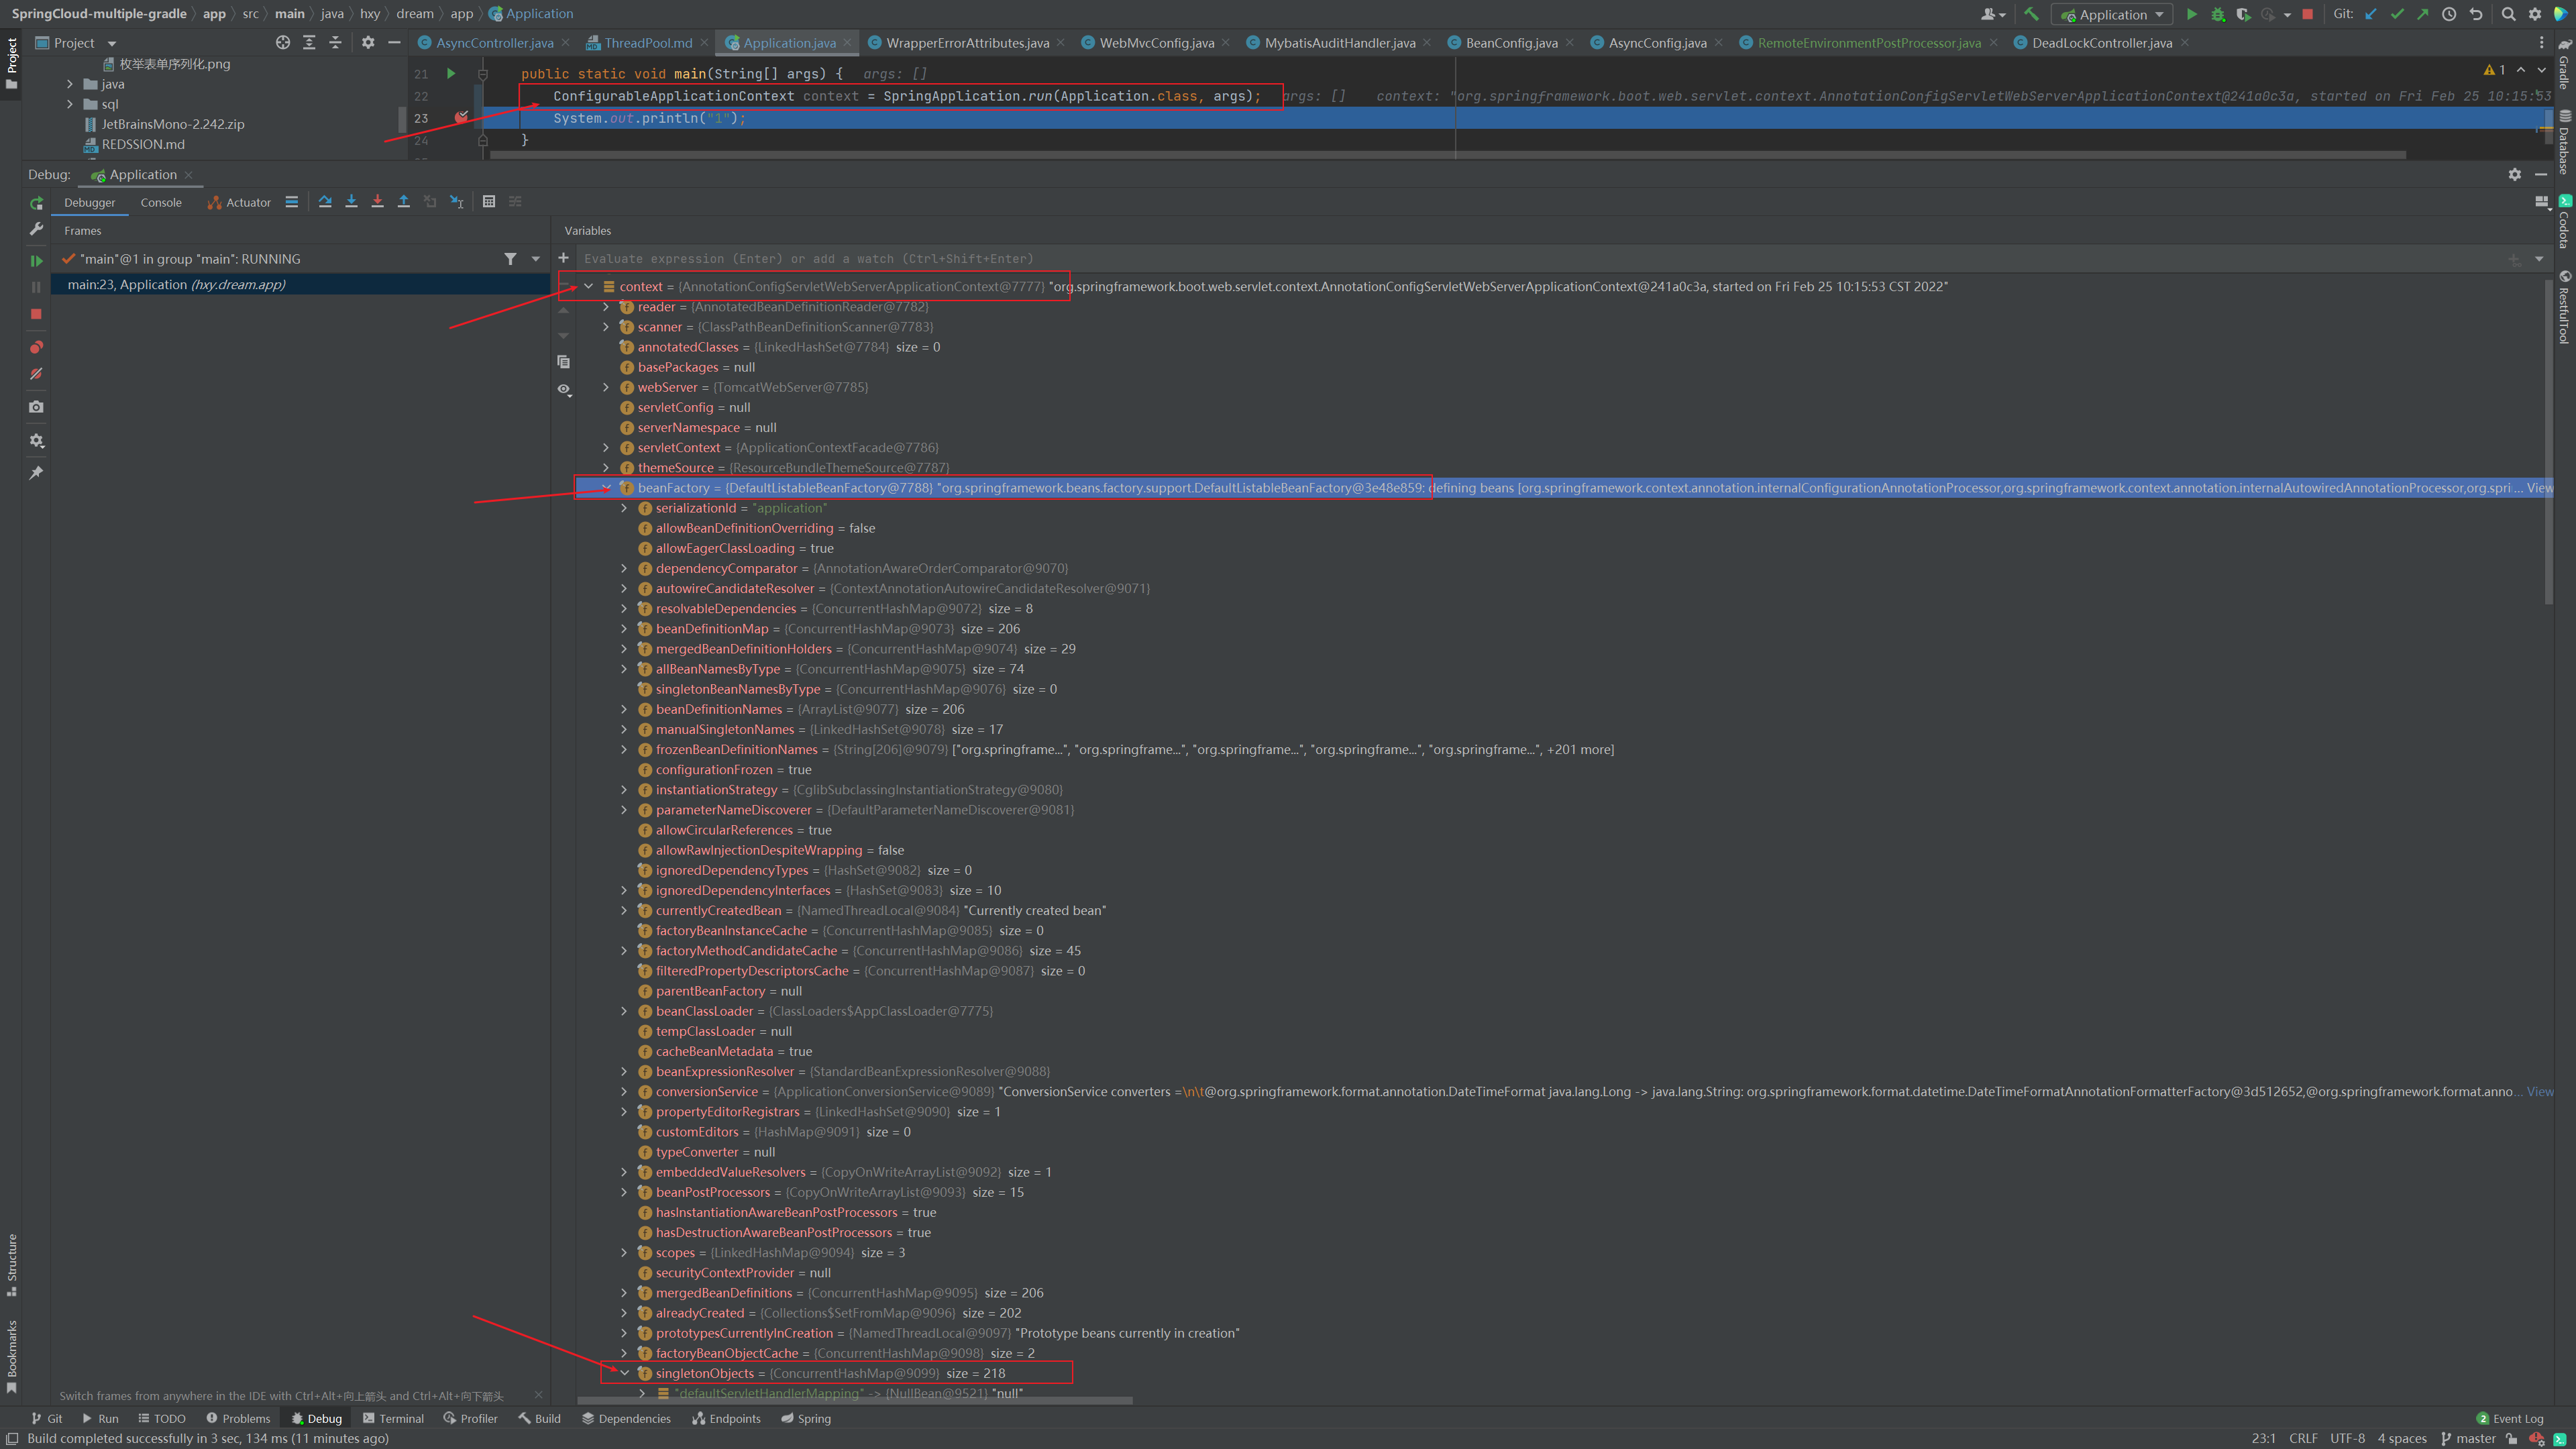 SpringCloud-multiple-gradle 〉 app 〉 src 〉 main 〉 java 〉 hxy 〉 dream 〉 app 〉 Application
Application
Git:
Project
AsyncController.java
ThreadPool.md
Application.java
WrapperErrorAttributes.java
WebMvcConfig.java
MybatisAuditHandler.java
BeanConfig.java
AsyncConfig.java
RemoteEnvironmentPostProcessor.java
DeadLockController.java
枚举表单序列化.png
java
sql
JetBrainsMono-2.242.zip
REDSSION.md
21 public static void main(String[] args) { args: []
22 ConfigurableApplicationContext context = SpringApplication.run(Application.class, args); args: [] context: "org.springframework.boot.web.servlet.context.AnnotationConfigServletWebServerApplicationContext@241a0c3a, started on Fri Feb 25 10:15:53
23 System.out.println("1");
24 }
1
Debug: Application
Debugger Console Actuator
Frames
Variables
"main"@1 in group "main": RUNNING
main:23, Application (hxy.dream.app)
Evaluate expression (Enter) or add a watch (Ctrl+Shift+Enter)
context = {AnnotationConfigServletWebServerApplicationContext@7777} "org.springframework.boot.web.servlet.context.AnnotationConfigServletWebServerApplicationContext@241a0c3a, started on Fri Feb 25 10:15:53 CST 2022"
reader = {AnnotatedBeanDefinitionReader@7782}
scanner = {ClassPathBeanDefinitionScanner@7783}
annotatedClasses = {LinkedHashSet@7784} size = 0
basePackages = null
webServer = {TomcatWebServer@7785}
servletConfig = null
serverNamespace = null
servletContext = {ApplicationContextFacade@7786}
themeSource = {ResourceBundleThemeSource@7787}
beanFactory = {DefaultListableBeanFactory@7788} "org.springframework.beans.factory.support.DefaultListableBeanFactory@3e48e859: defining beans [org.springframework.context.annotation.internalConfigurationAnnotationProcessor,org.springframework.context.annotation.internalAutowiredAnnotationProcessor,org.spri... View
serializationId = "application"
allowBeanDefinitionOverriding = false
allowEagerClassLoading = true
dependencyComparator = {AnnotationAwareOrderComparator@9070}
autowireCandidateResolver = {ContextAnnotationAutowireCandidateResolver@9071}
resolvableDependencies = {ConcurrentHashMap@9072} size = 8
beanDefinitionMap = {ConcurrentHashMap@9073} size = 206
mergedBeanDefinitionHolders = {ConcurrentHashMap@9074} size = 29
allBeanNamesByType = {ConcurrentHashMap@9075} size = 74
singletonBeanNamesByType = {ConcurrentHashMap@9076} size = 0
beanDefinitionNames = {ArrayList@9077} size = 206
manualSingletonNames = {LinkedHashSet@9078} size = 17
frozenBeanDefinitionNames = {String[206]@9079} ["org.springframe...", "org.springframe...", "org.springframe...", "org.springframe...", "org.springframe...", +201 more]
configurationFrozen = true
instantiationStrategy = {CglibSubclassingInstantiationStrategy@9080}
parameterNameDiscoverer = {DefaultParameterNameDiscoverer@9081}
allowCircularReferences = true
allowRawInjectionDespiteWrapping = false
ignoredDependencyTypes = {HashSet@9082} size = 0
ignoredDependencyInterfaces = {HashSet@9083} size = 10
currentlyCreatedBean = {NamedThreadLocal@9084} "Currently created bean"
factoryBeanInstanceCache = {ConcurrentHashMap@9085} size = 0
factoryMethodCandidateCache = {ConcurrentHashMap@9086} size = 45
filteredPropertyDescriptorsCache = {ConcurrentHashMap@9087} size = 0
parentBeanFactory = null
beanClassLoader = {ClassLoaders$AppClassLoader@7775}
tempClassLoader = null
cacheBeanMetadata = true
beanExpressionResolver = {StandardBeanExpressionResolver@9088}
conversionService = {ApplicationConversionService@9089} "ConversionService converters =\n\t@org.springframework.format.annotation.DateTimeFormat java.lang.Long -> java.lang.String: org.springframework.format.datetime.DateTimeFormatAnnotationFormatterFactory@3d512652,@org.springframework.format.anno... View
propertyEditorRegistrars = {LinkedHashSet@9090} size = 1
customEditors = {HashMap@9091} size = 0
typeConverter = null
embeddedValueResolvers = {CopyOnWriteArrayList@9092} size = 1
beanPostProcessors = {CopyOnWriteArrayList@9093} size = 15
hasInstantiationAwareBeanPostProcessors = true
hasDestructionAwareBeanPostProcessors = true
scopes = {LinkedHashMap@9094} size = 3
securityContextProvider = null
mergedBeanDefinitions = {ConcurrentHashMap@9095} size = 206
alreadyCreated = {Collections$SetFromMap@9096} size = 202
prototypesCurrentlyInCreation = {NamedThreadLocal@9097} "Prototype beans currently in creation"
factoryBeanObjectCache = {ConcurrentHashMap@9098} size = 2
singletonObjects = {ConcurrentHashMap@9099} size = 218
"defaultServletHandlerMapping" -> {NullBean@9521} "null"
Switch frames from anywhere in the IDE with Ctrl+Alt+向上箭头 and Ctrl+Alt+向下箭头
Project
Structure
Bookmarks
Gradle
Database
Codota
RestfulTool
Git Run TODO Problems Debug Terminal Profiler Build Dependencies Endpoints Spring
2 Event Log
Build completed successfully in 3 sec, 134 ms (11 minutes ago)
23:1 CRLF UTF-8 4 spaces master